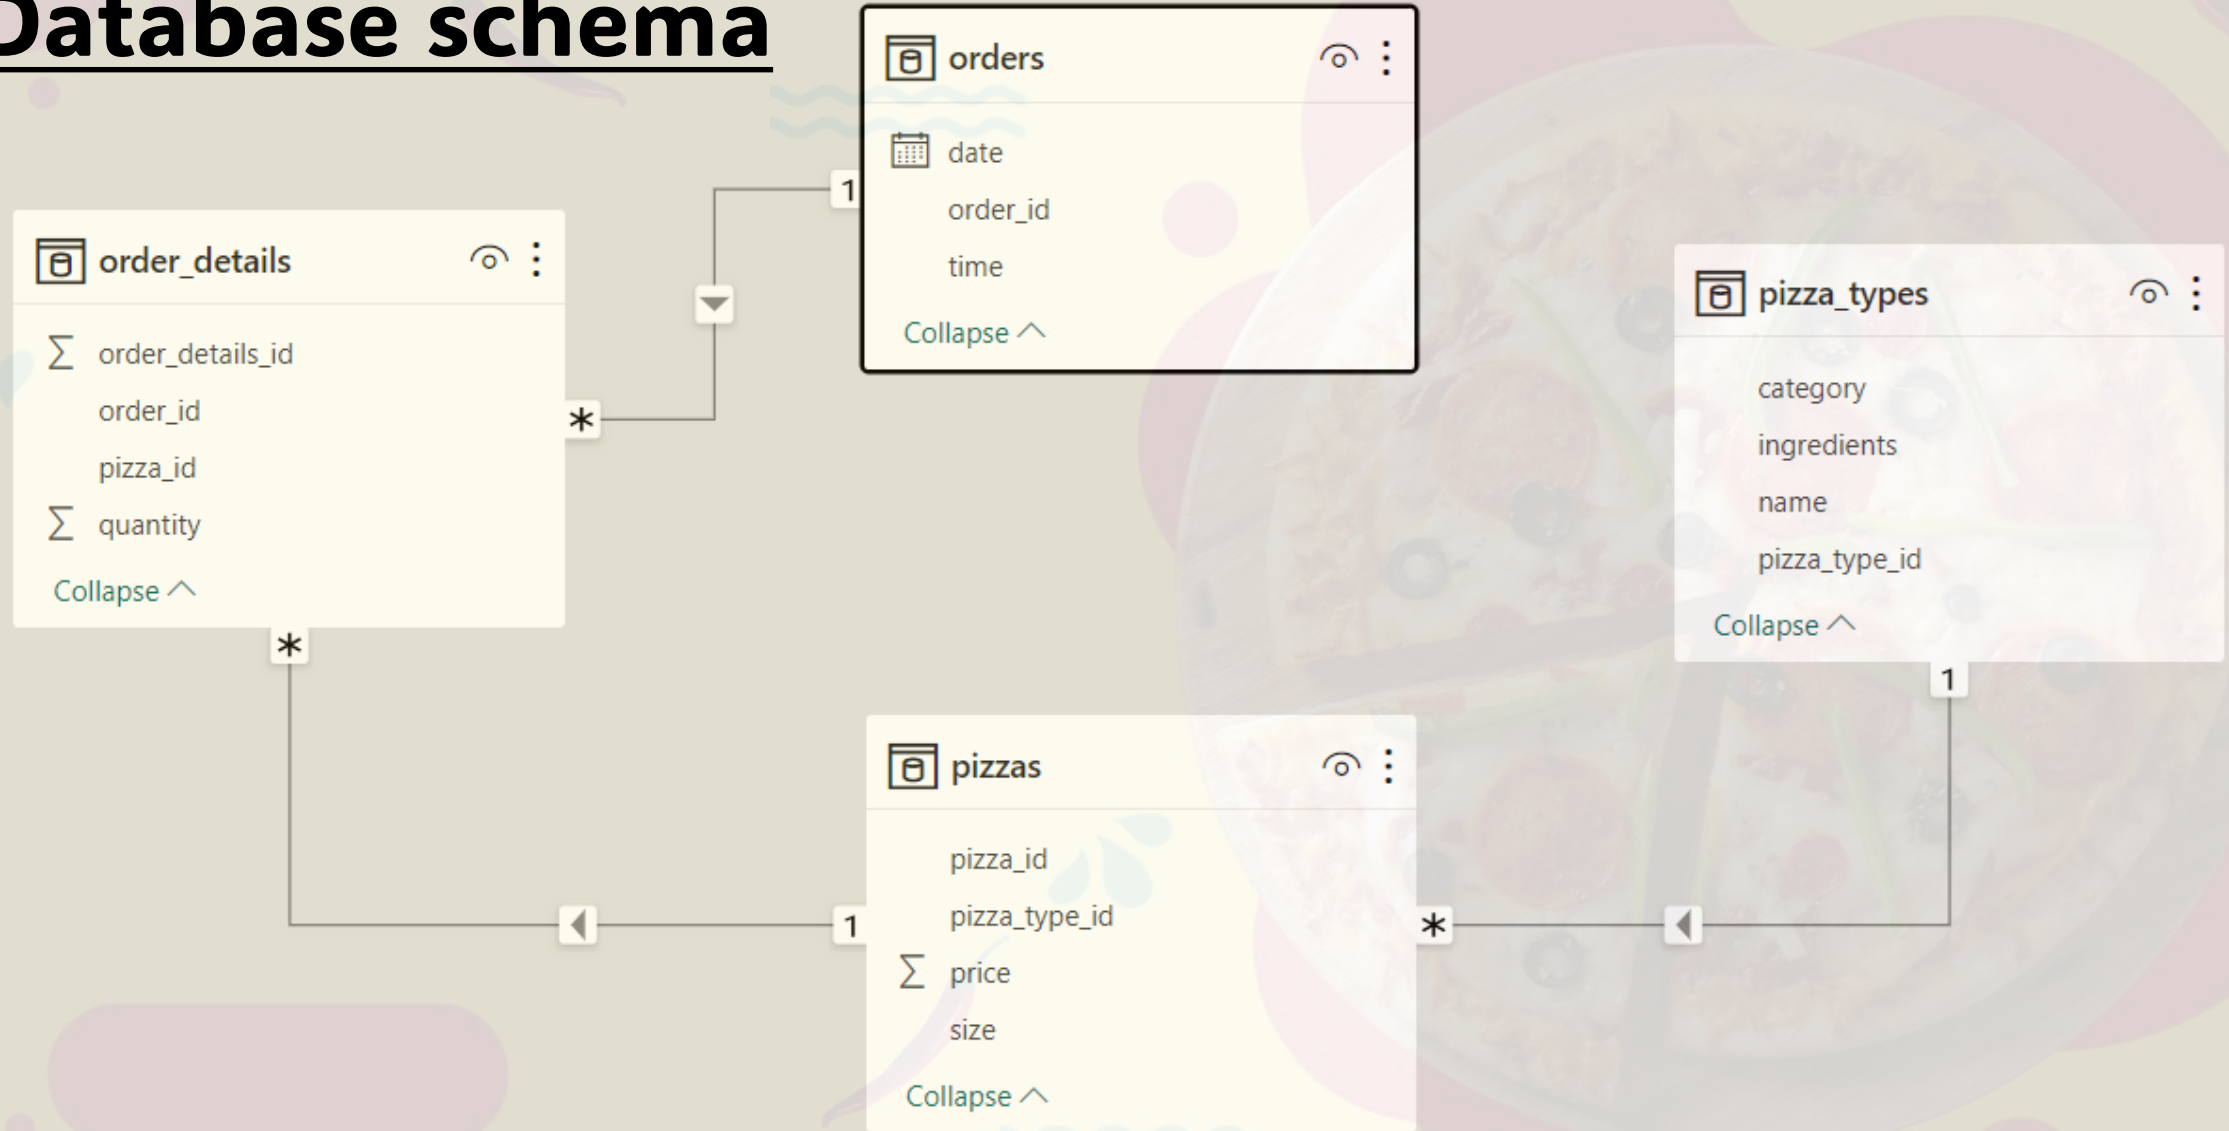 Database schema
orders
date
order_id
time
Collapse
1
order_details
Σ order_details_id
order_id
pizza_id
Σ quantity
Collapse
*
*
pizza_types
category
ingredients
name
pizza_type_id
Collapse
1
pizzas
pizza_id
pizza_type_id
Σ price
size
Collapse
1
*